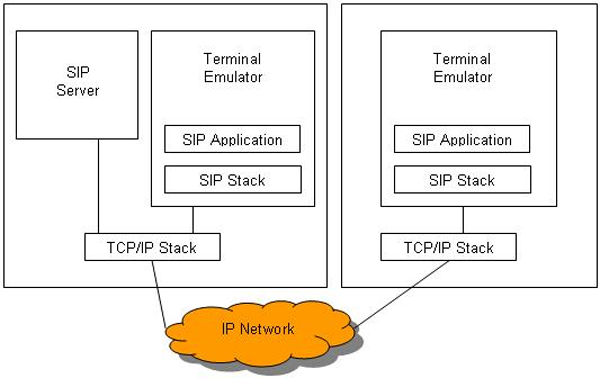 SIP
Server
Terminal
Emulator
SIP Application
SIP Stack
TCP/IP Stack
Terminal
Emulator
SIP Application
SIP Stack
TCP/IP Stack
IP Network